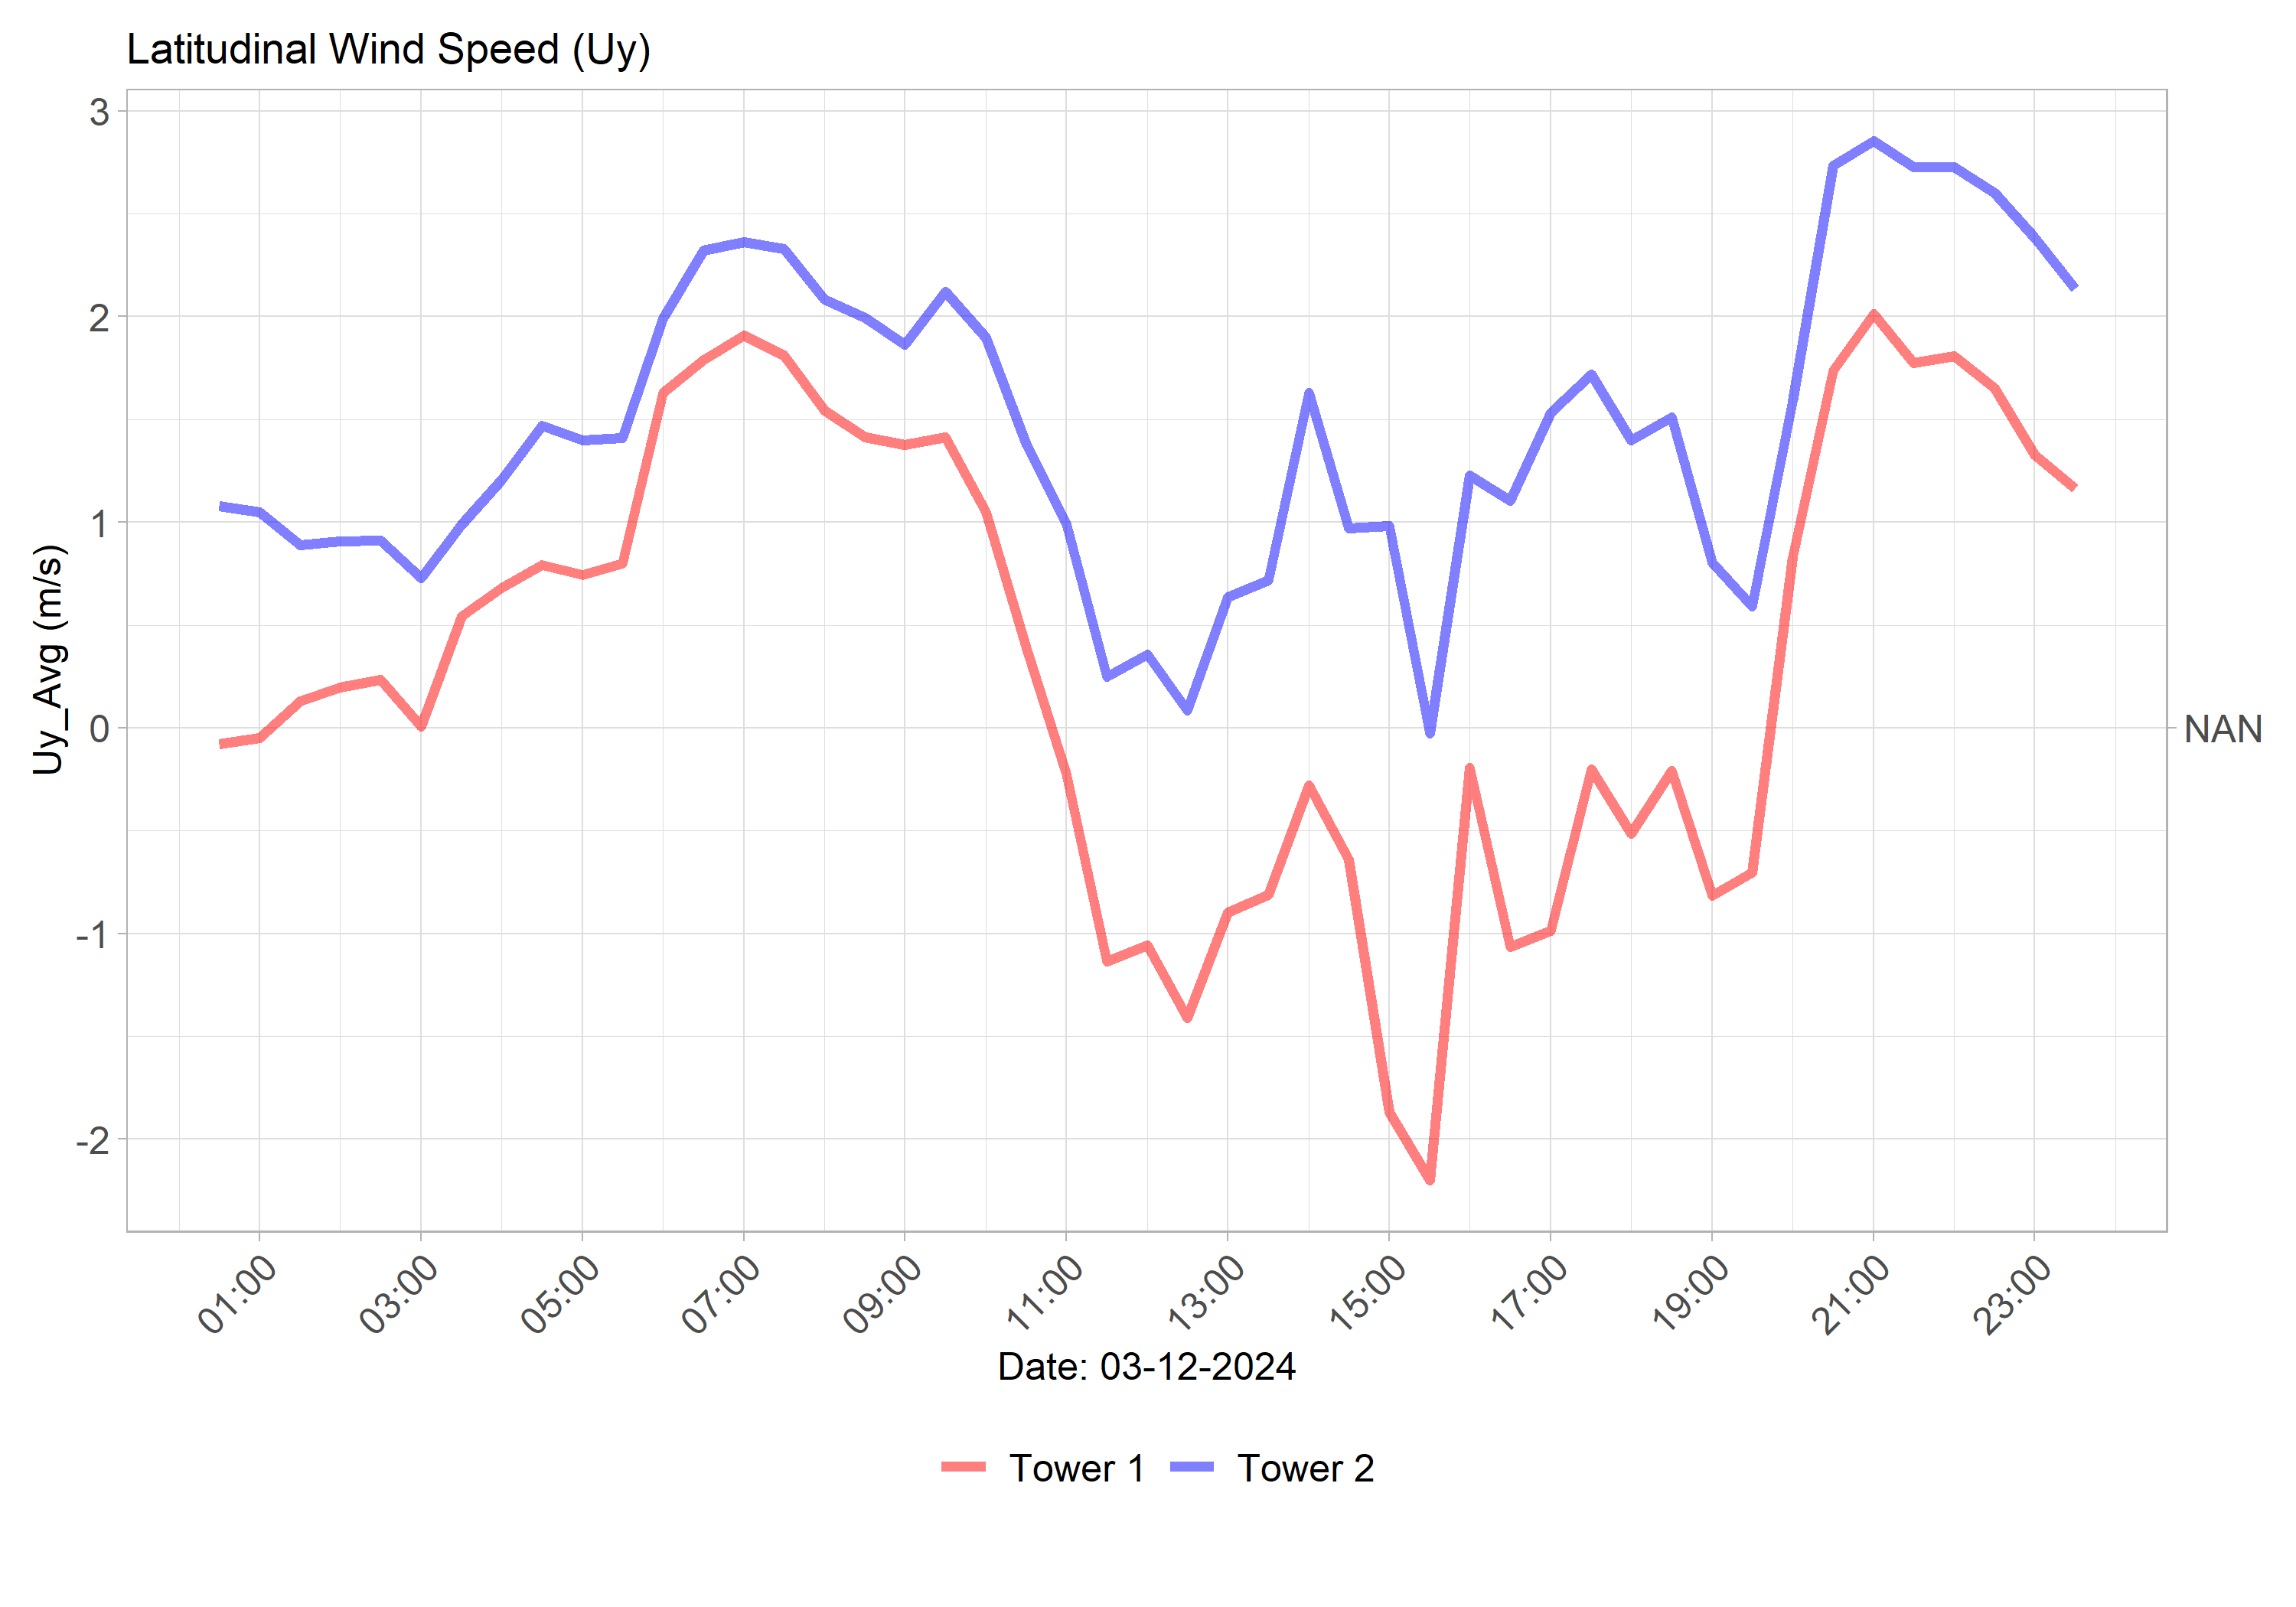 Latitudinal Wind Speed (Uy)
Uy_Avg (m/s)
3
2
1
0
-1
-2
NAN
01:00 03:00 05:00 07:00 09:00 11:00 13:00 15:00 17:00 19:00 21:00 23:00
Date: 03-12-2024
Tower 1 Tower 2